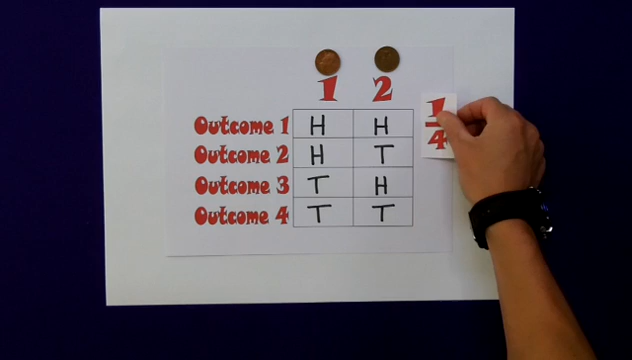 1 2
Outcome 1 H H 1
Outcome 2 H T 4
Outcome 3 T H
Outcome 4 T T